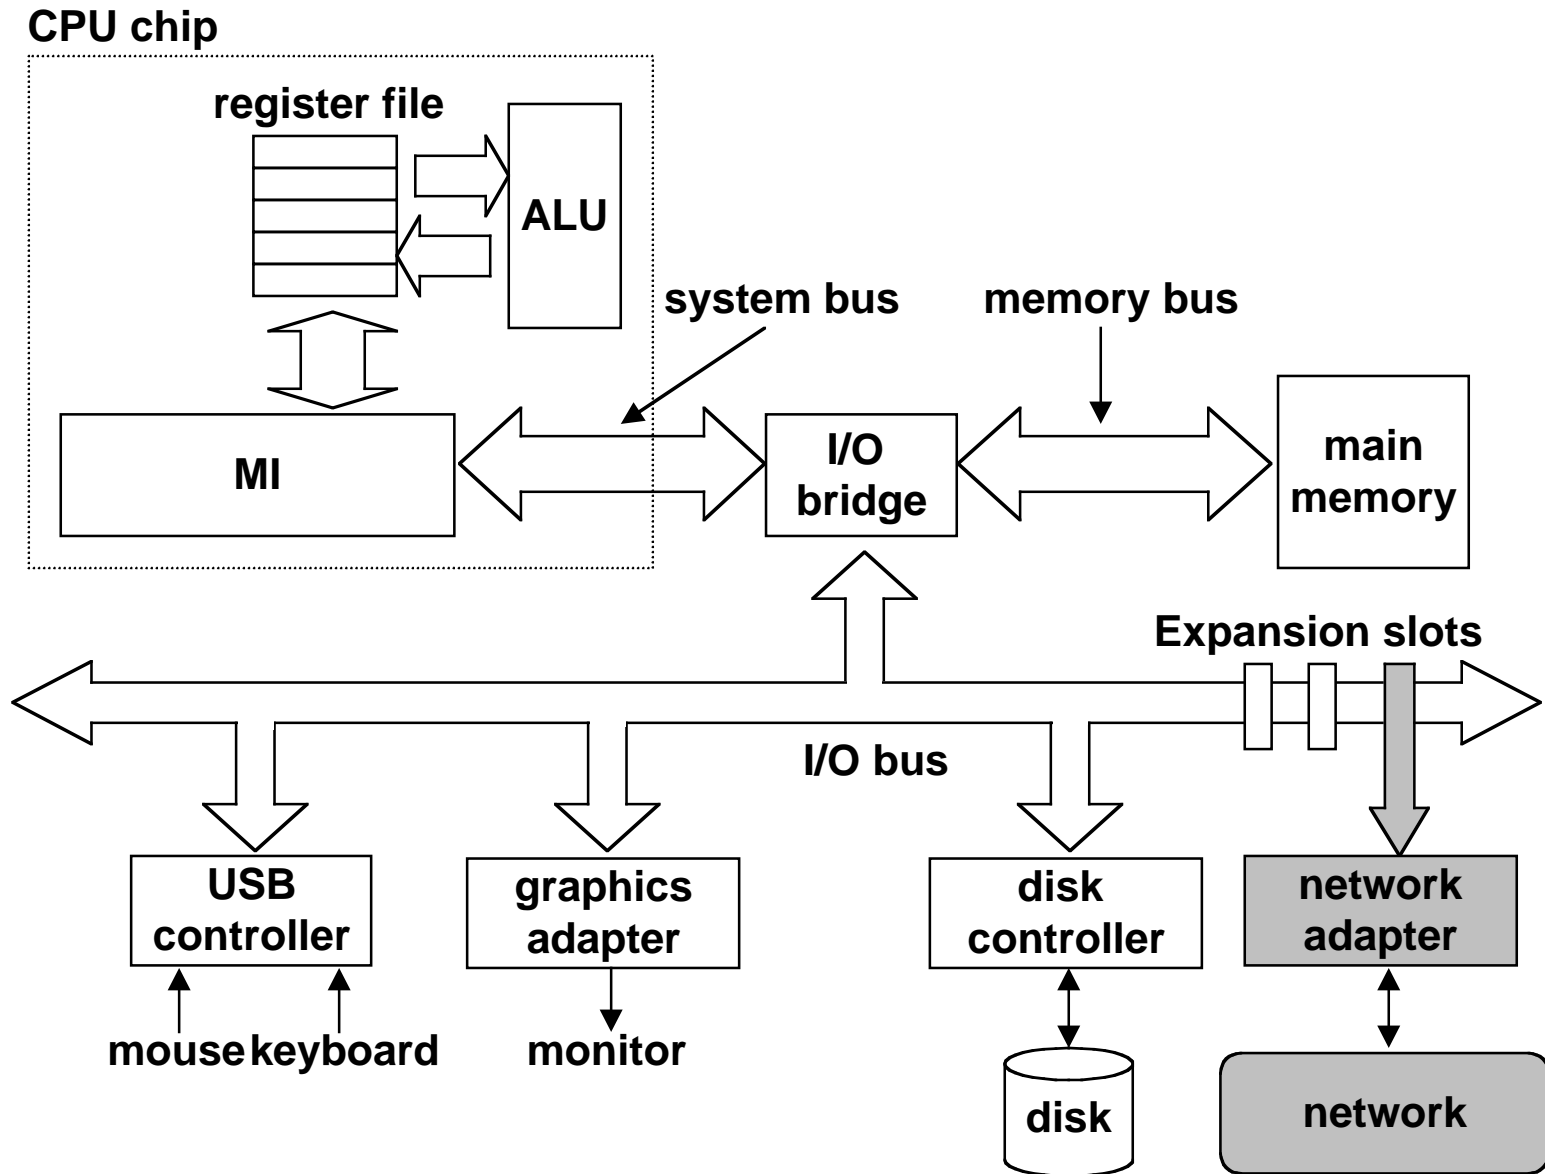 CPU chip
register file
ALU
system bus
memory bus
MI
I/O
bridge
main
memory
Expansion slots
I/O bus
USB
controller
graphics
adapter
disk
controller
network
adapter
mouse
keyboard
monitor
disk
network